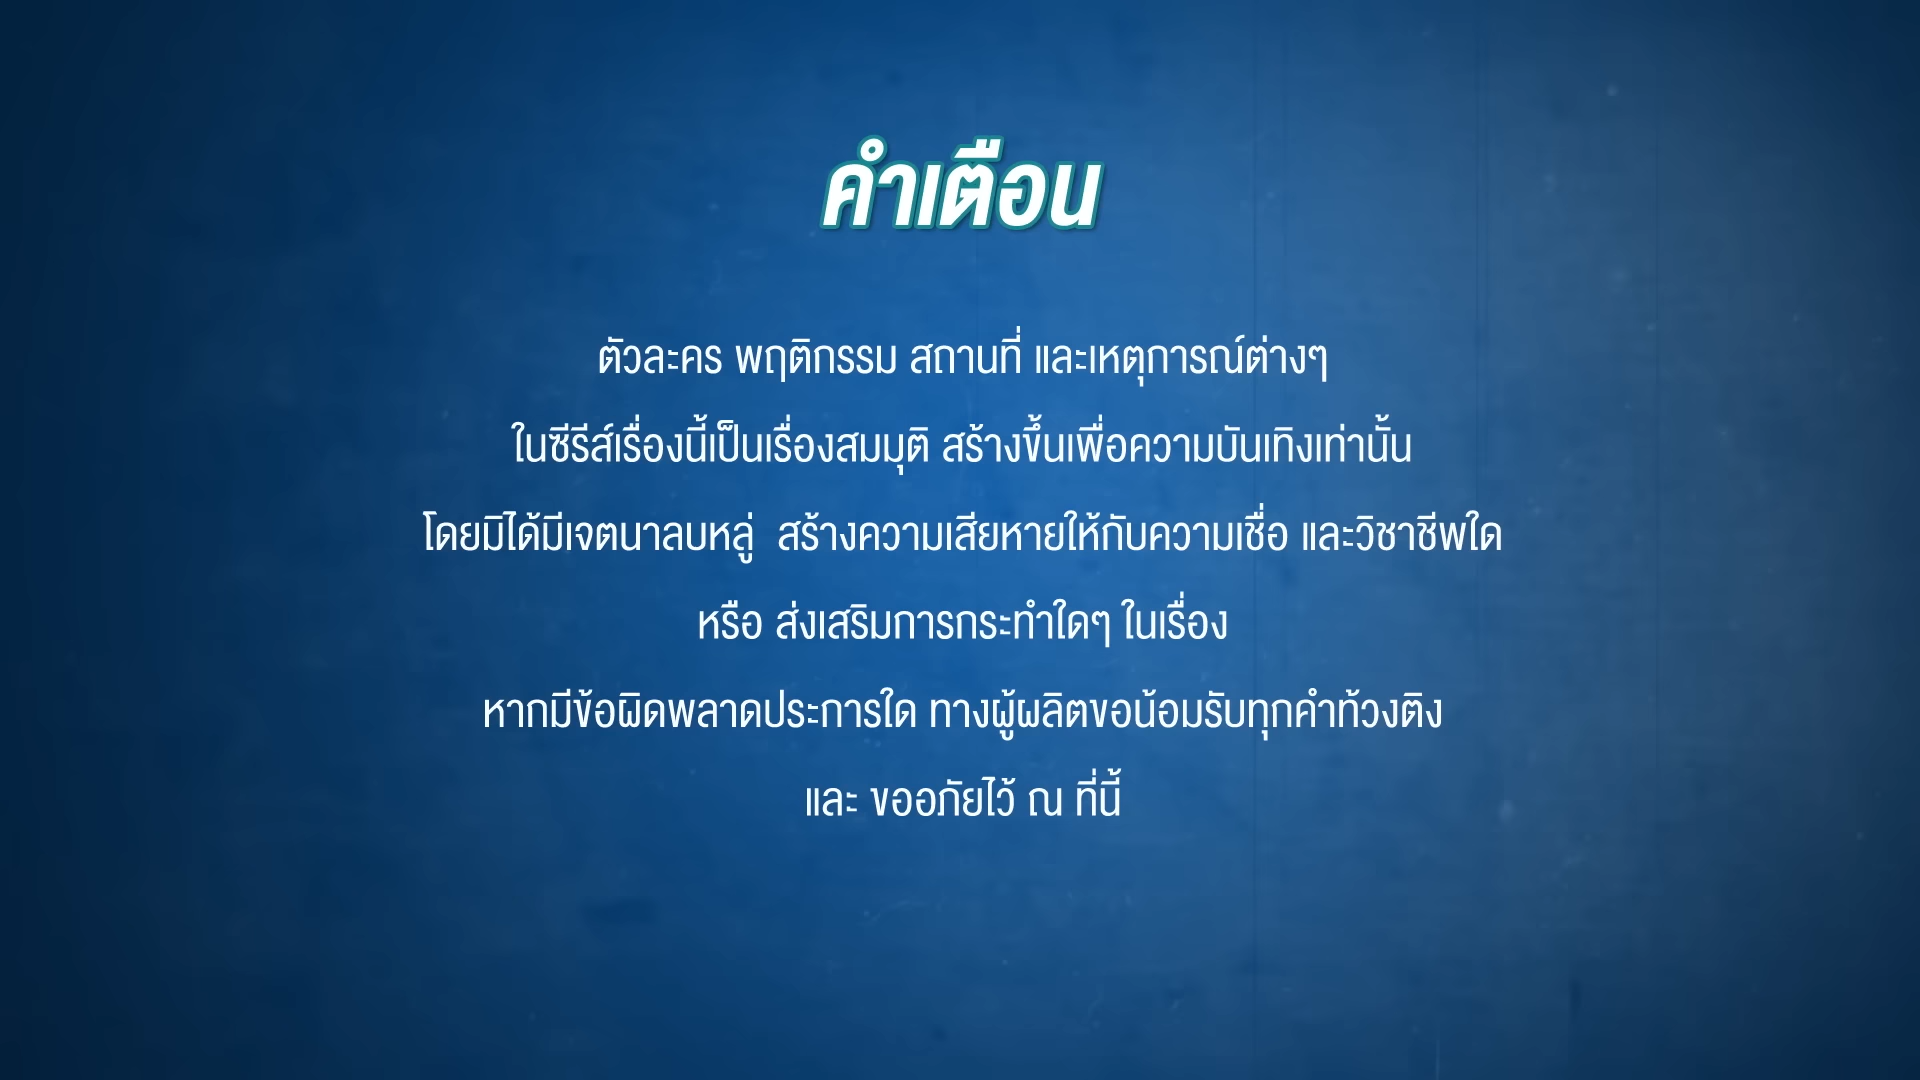 คำเตือน
ตัวละคร พฤติกรรม สถานที่ และเหตุการณ์ต่างๆ
ในซีรีส์เรื่องนี้เป็นเรื่องสมมุติ สร้างขึ้นเพื่อความบันเทิงเท่านั้น
โดยมิได้มีเจตนาลบหลู่ สร้างความเสียหายให้กับความเชื่อ และวิชาชีพใด
หรือ ส่งเสริมการกระทำใดๆ ในเรื่อง
หากมีข้อผิดพลาดประการใด ทางผู้ผลิตขอน้อมรับทุกคำท้วงติง
และ ขออภัยไว้ ณ ที่นี้